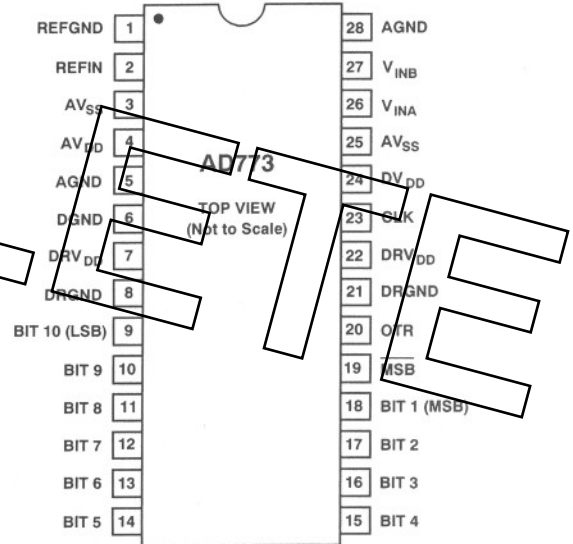 REFGND 1 28 AGND
REFIN 2 27 VINB
AVSS 3 26 VINA
AVDD 4 25 AVSS
AD773
AGND 5 24 DVDD
TOP VIEW
DGND 6 23 CLK
(Not to Scale)
DRVDD 7 22 DRVDD
DRGND 8 21 DRGND
BIT 10 (LSB) 9 20 OTR
BIT 9 10 19 MSB
BIT 8 11 18 BIT 1 (MSB)
BIT 7 12 17 BIT 2
BIT 6 13 16 BIT 3
BIT 5 14 15 BIT 4
ETE